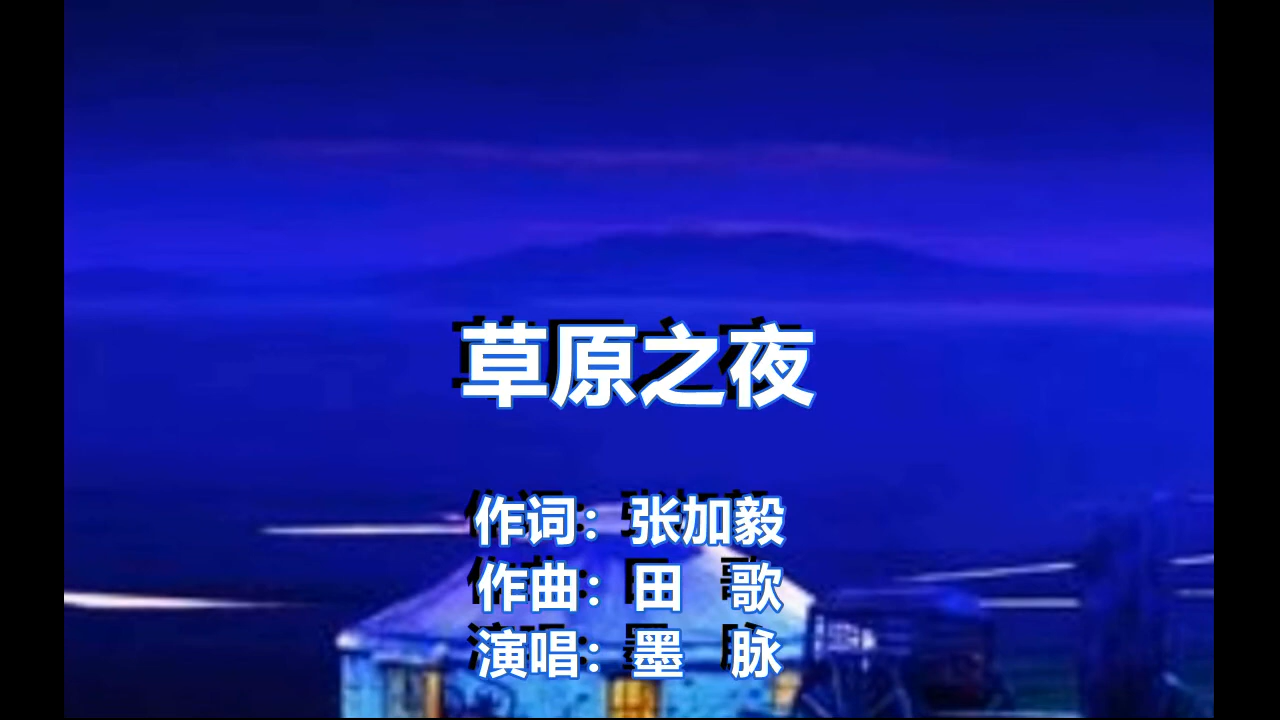 草原之夜
作词：张加毅
作曲：田 歌
演唱：墨 脉